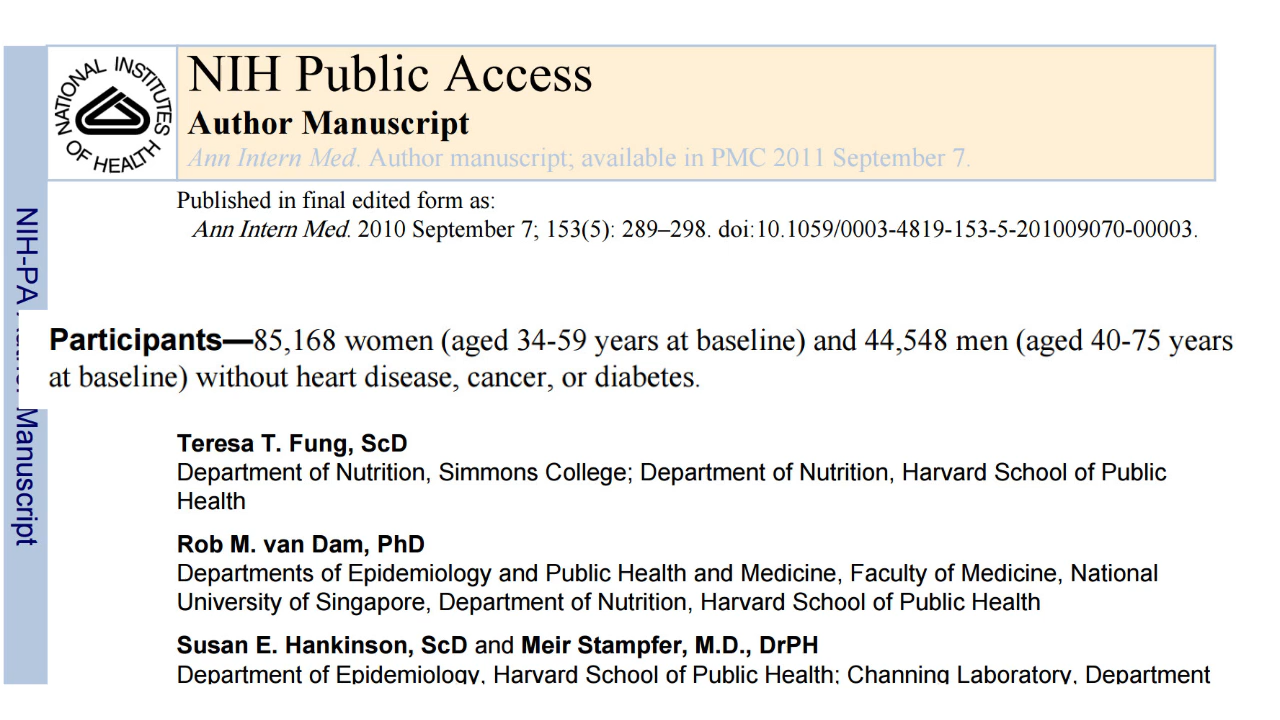 NATIONAL INSTITUTES OF HEALTH
NIH Public Access
Author Manuscript
Ann Intern Med. Author manuscript; available in PMC 2011 September 7.
Published in final edited form as:
Ann Intern Med. 2010 September 7; 153(5): 289–298. doi:10.1059/0003-4819-153-5-201009070-00003.
NIH-PA Manuscript
Participants—85,168 women (aged 34-59 years at baseline) and 44,548 men (aged 40-75 years
at baseline) without heart disease, cancer, or diabetes.
Teresa T. Fung, ScD
Department of Nutrition, Simmons College; Department of Nutrition, Harvard School of Public
Health
Rob M. van Dam, PhD
Departments of Epidemiology and Public Health and Medicine, Faculty of Medicine, National
University of Singapore, Department of Nutrition, Harvard School of Public Health
Susan E. Hankinson, ScD and Meir Stampfer, M.D., DrPH
Department of Epidemiology, Harvard School of Public Health; Channing Laboratory, Department